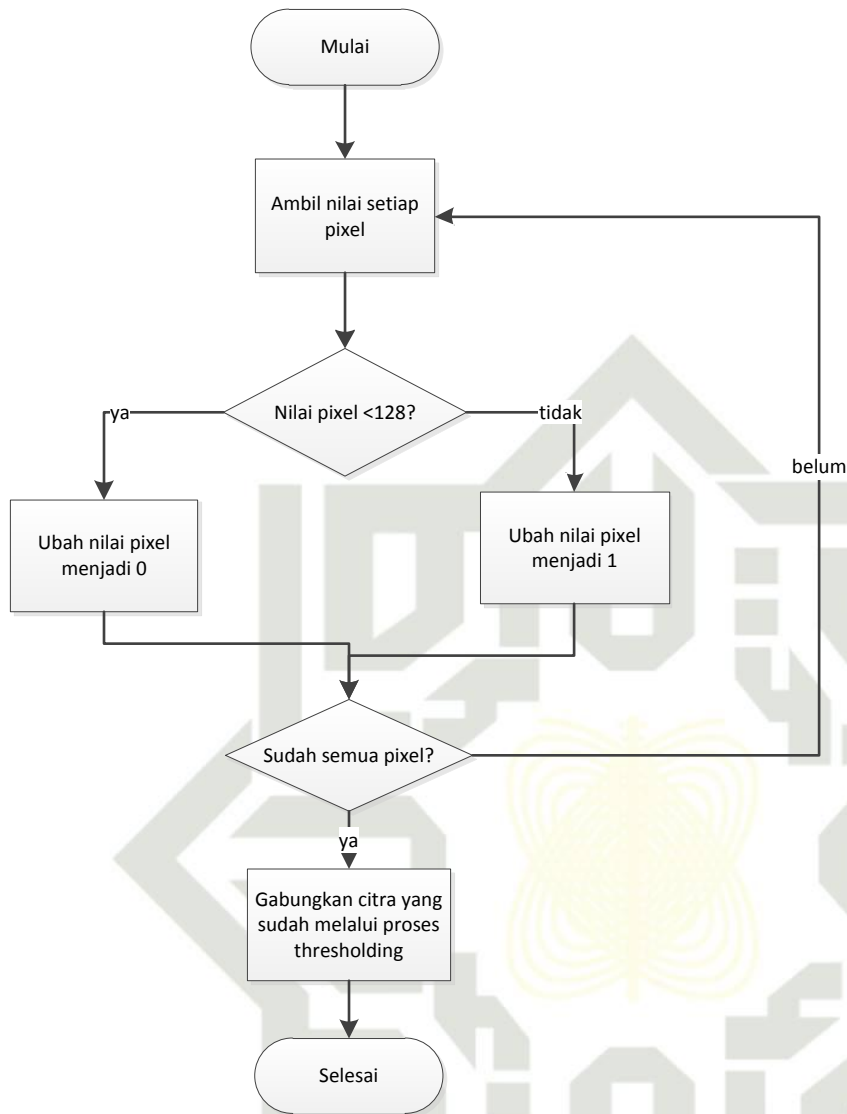 Mulai
Ambil nilai setiap
pixel
Nilai pixel <128?
ya
tidak
belum
Ubah nilai pixel
menjadi 0
Ubah nilai pixel
menjadi 1
Sudah semua pixel?
ya
Gabungkan citra yang
sudah melalui proses
thresholding
Selesai